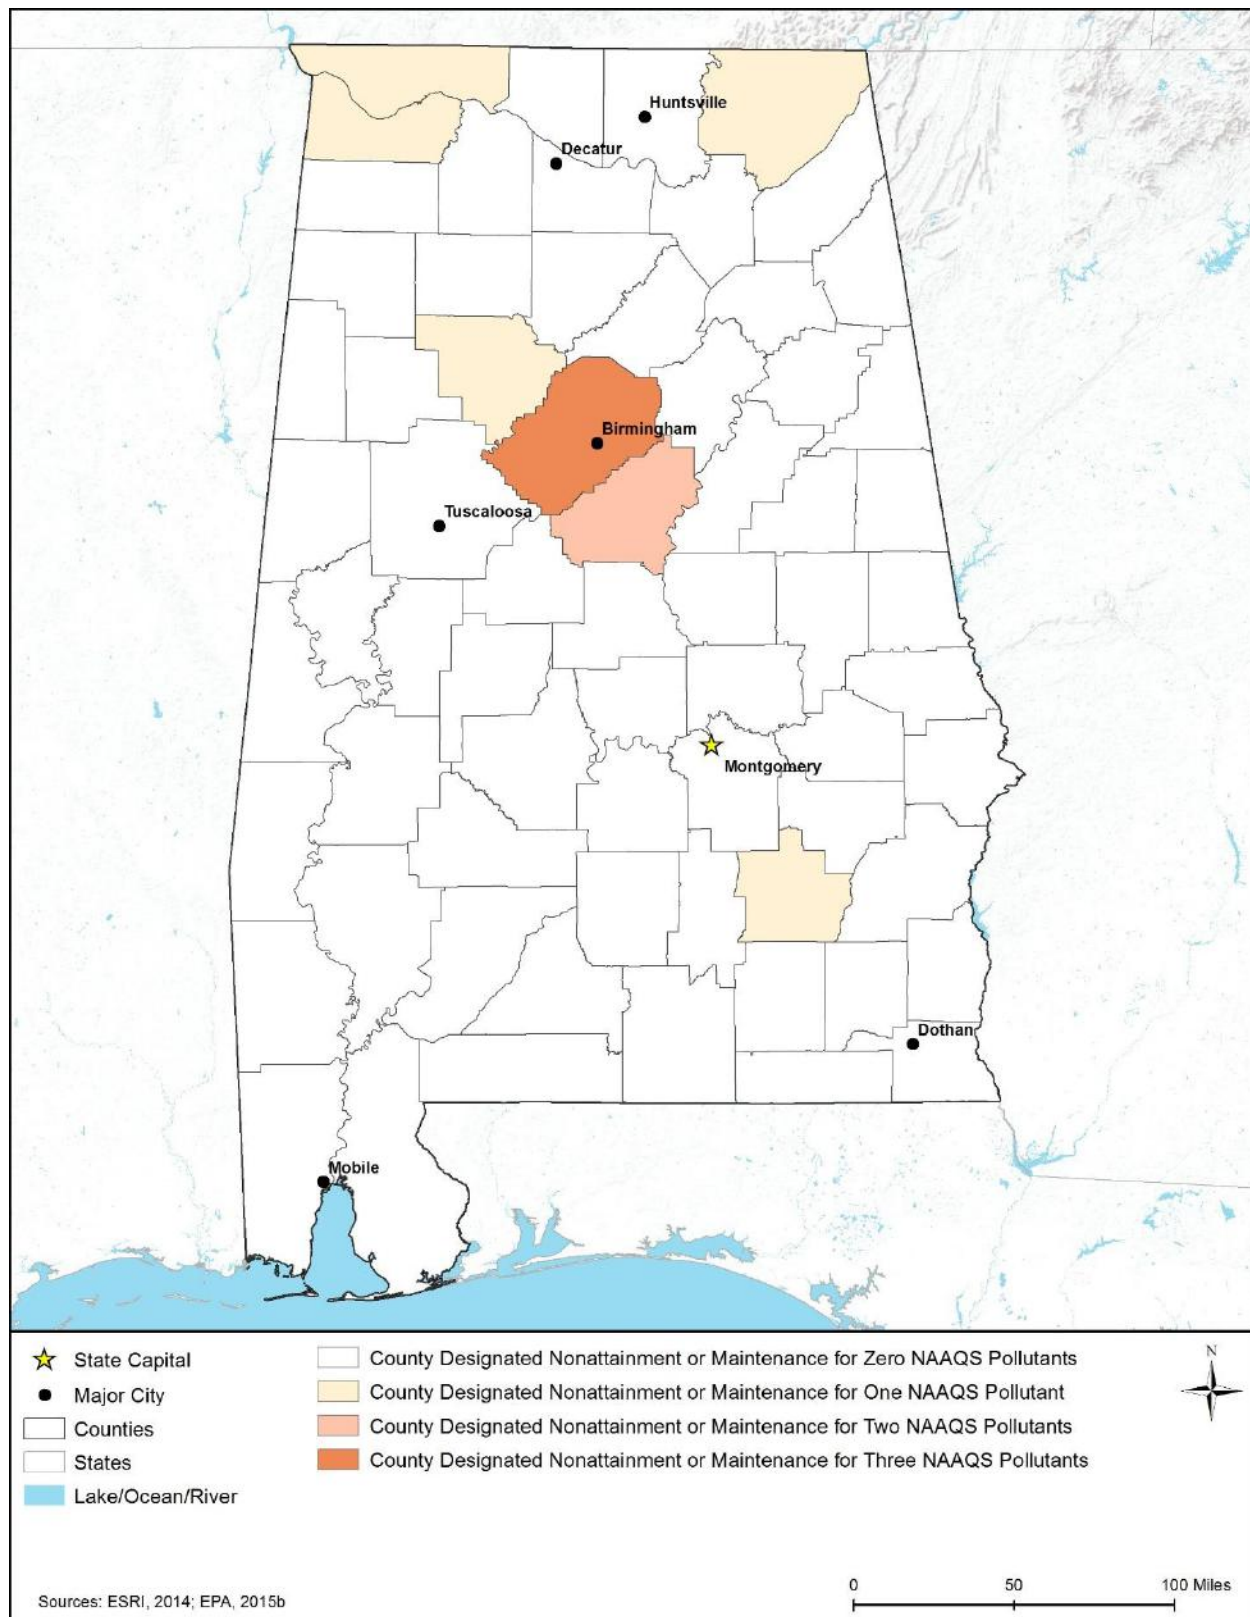 Huntsville
Decatur
Birmingham
Tuscaloosa
Montgomery
Dothan
Mobile
State Capital
Major City
Counties
States
Lake/Ocean/River
County Designated Nonattainment or Maintenance for Zero NAAQS Pollutants
County Designated Nonattainment or Maintenance for One NAAQS Pollutant
County Designated Nonattainment or Maintenance for Two NAAQS Pollutants
County Designated Nonattainment or Maintenance for Three NAAQS Pollutants
N
Sources: ESRI, 2014; EPA, 2015b
0 50 100 Miles